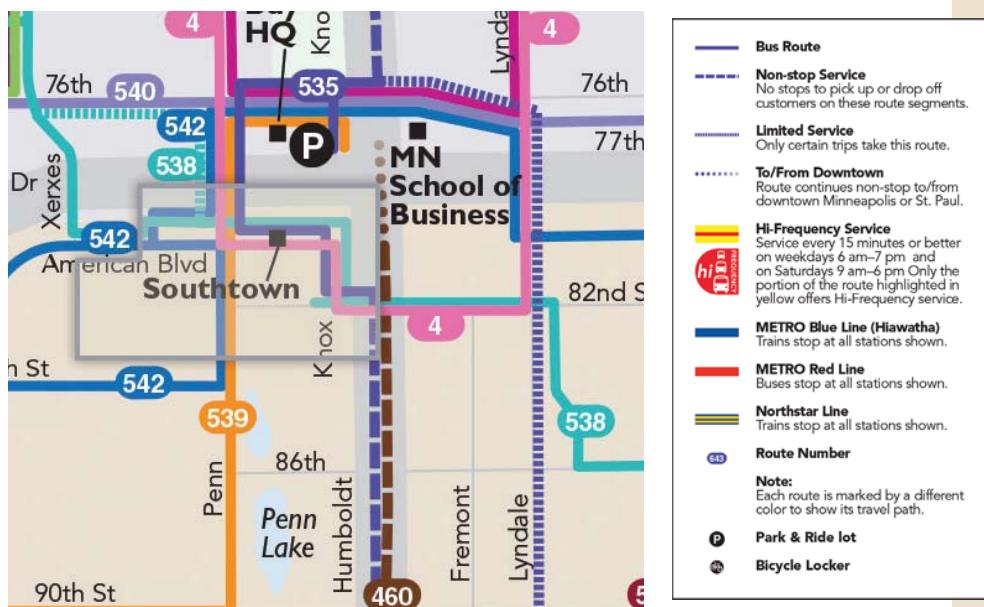 4
HQ
Kno
Lynda
4
76th
540
535
76th
542
77th
538
P
MN
School of
Business
Dr
Xerxes
542
American Blvd
Southtown
82nd S
4
Knox
h St
542
539
538
86th
Penn
Penn
Lake
Humboldt
Fremont
Lyndale
90th St
460
5
Bus Route
Non-stop Service
No stops to pick up or drop off
customers on these route segments.
Limited Service
Only certain trips take this route.
To/From Downtown
Route continues non-stop to/from
downtown Minneapolis or St. Paul.
Hi-Frequency Service
Service every 15 minutes or better
on weekdays 6 am–7 pm and
on Saturdays 9 am–6 pm Only the
portion of the route highlighted in
yellow offers Hi-Frequency service.
hi
FREQUENCY
METRO Blue Line (Hiawatha)
Trains stop at all stations shown.
METRO Red Line
Buses stop at all stations shown.
Northstar Line
Trains stop at all stations shown.
643
Route Number
Note:
Each route is marked by a different
color to show its travel path.
P
Park & Ride lot
Bicycle Locker